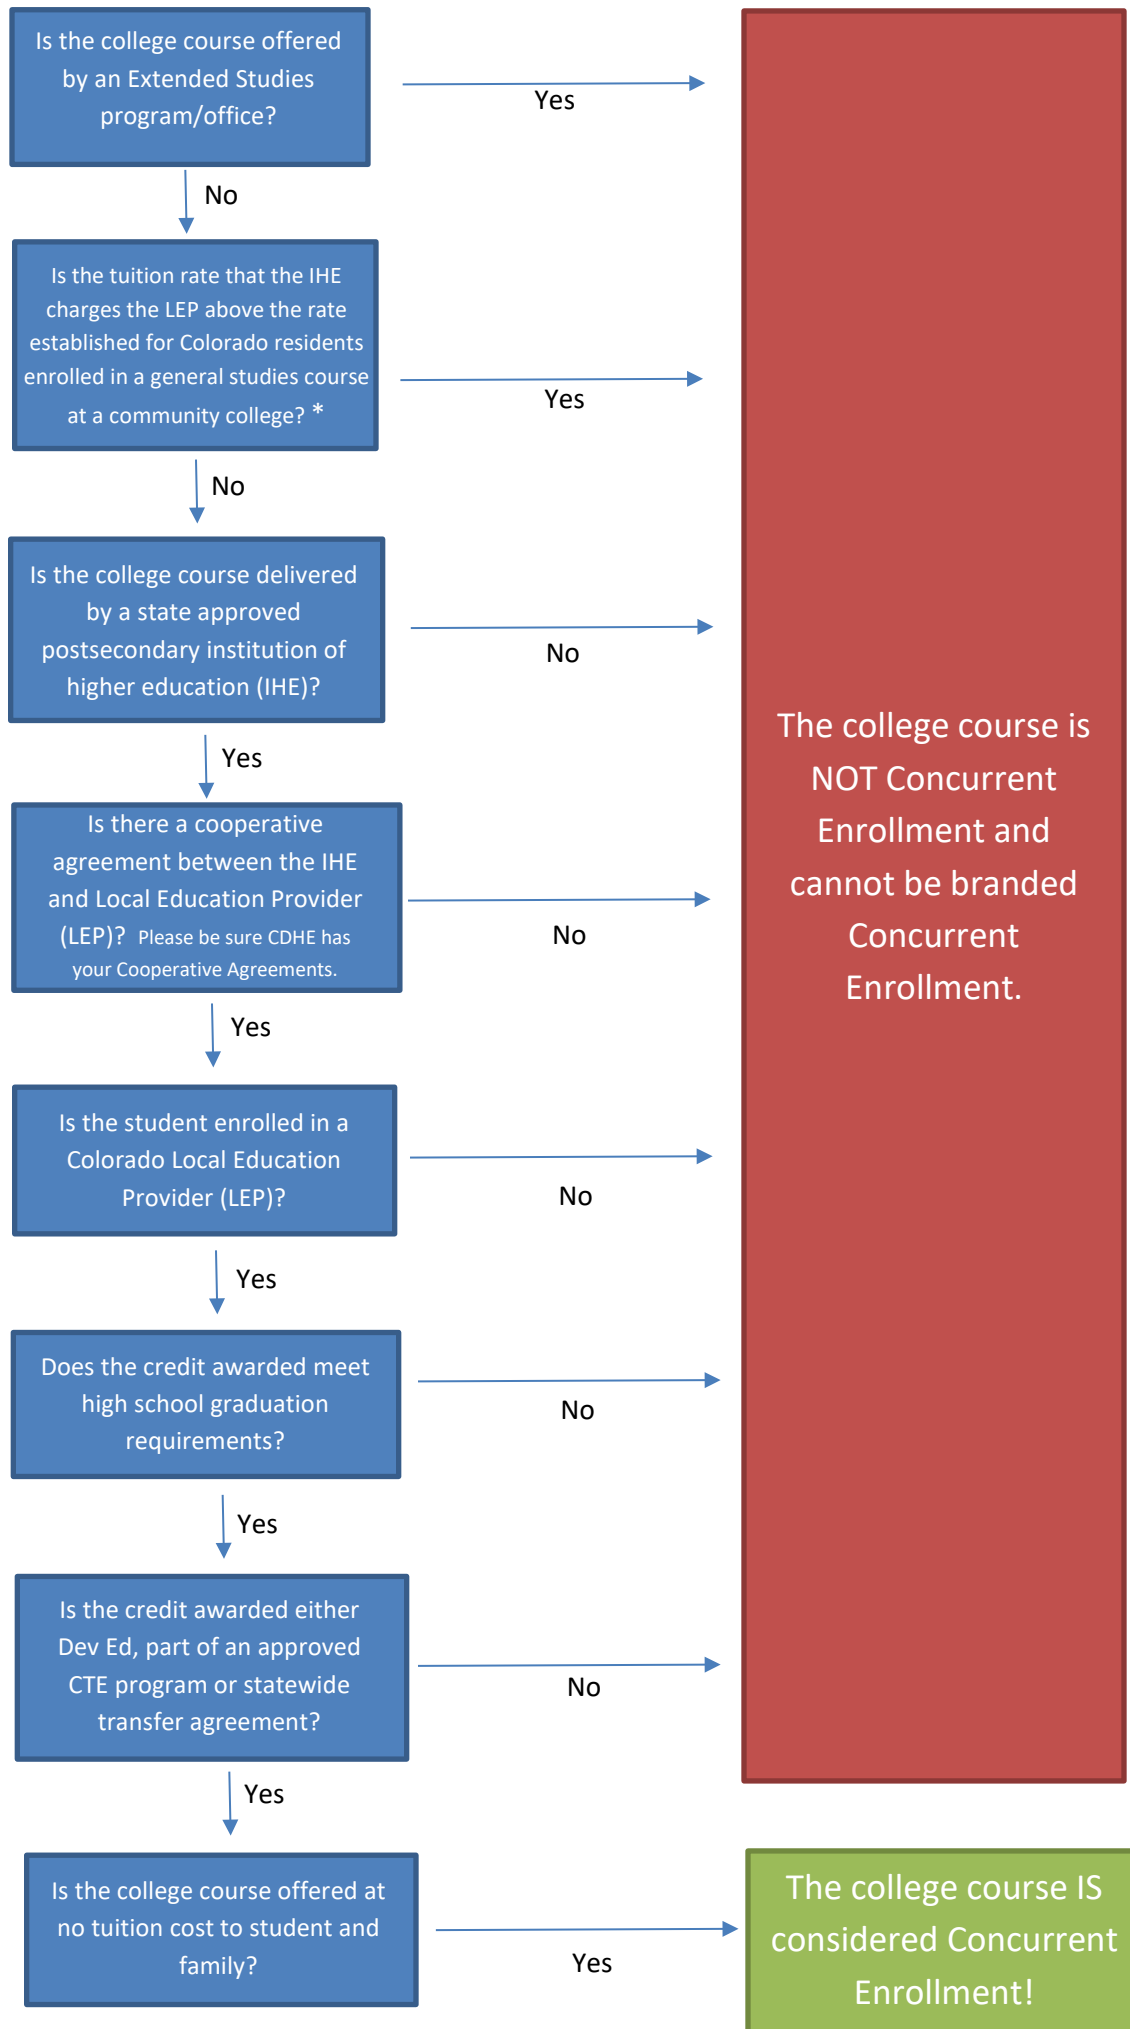 Is the college course offered
by an Extended Studies
program/office?
Yes
No
Is the tuition rate that the IHE
charges the LEP above the rate
established for Colorado residents
enrolled in a general studies course
at a community college? *
Yes
No
Is the college course delivered
by a state approved
postsecondary institution of
higher education (IHE)?
No
Yes
Is there a cooperative
agreement between the IHE
and Local Education Provider
(LEP)? Please be sure CDHE has
your Cooperative Agreements.
No
Yes
Is the student enrolled in a
Colorado Local Education
Provider (LEP)?
No
Yes
Does the credit awarded meet
high school graduation
requirements?
No
Yes
Is the credit awarded either
Dev Ed, part of an approved
CTE program or statewide
transfer agreement?
No
Yes
Is the college course offered at
no tuition cost to student and
family?
Yes
The college course is
NOT Concurrent
Enrollment and
cannot be branded
Concurrent
Enrollment.
The college course IS
considered Concurrent
Enrollment!